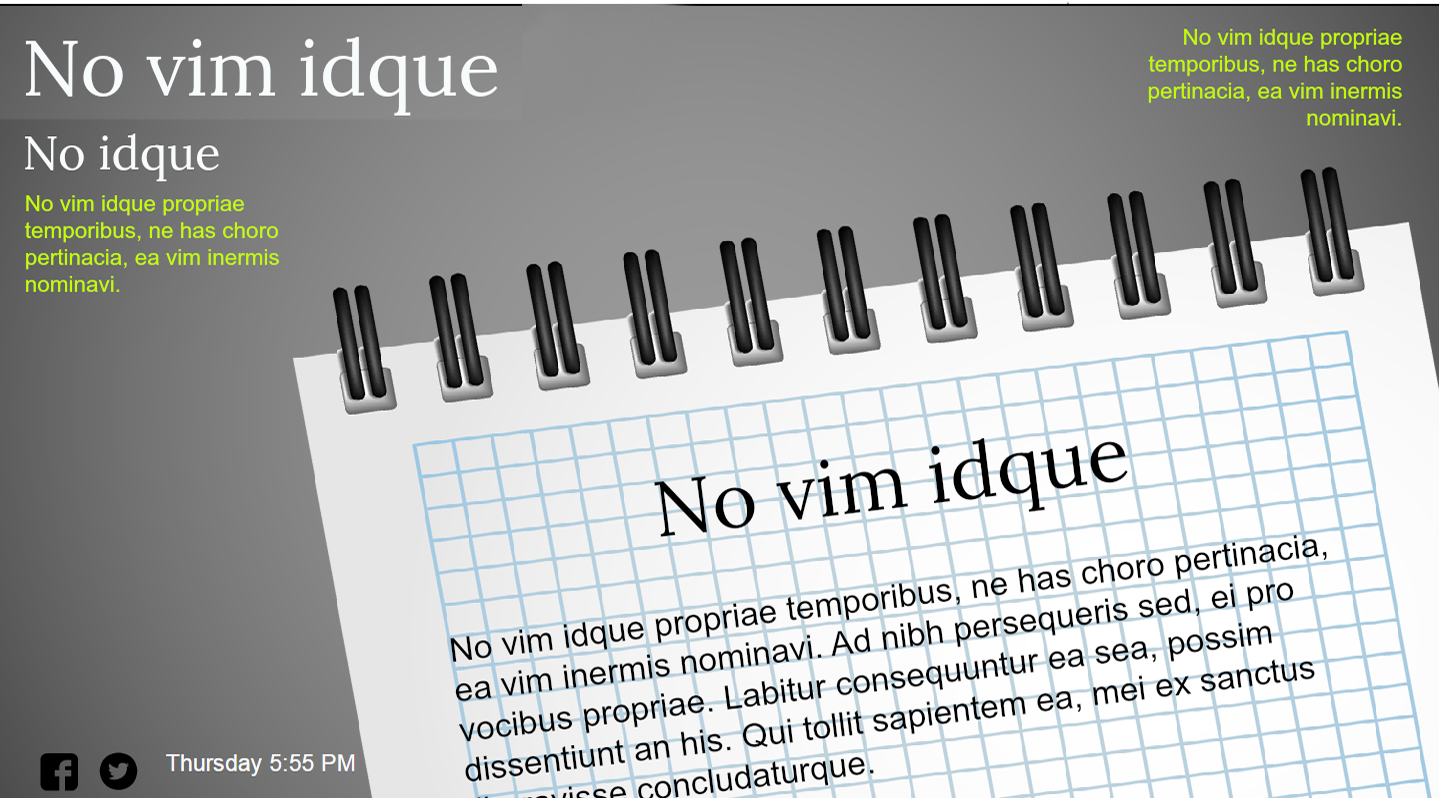 No vim idque
No idque
No vim idque propriae
temporibus, ne has choro
pertinacia, ea vim inermis
nominavi.
No vim idque propriae
temporibus, ne has choro
pertinacia, ea vim inermis
nominavi.
No vim idque
No vim idque propriae temporibus, ne has choro pertinacia,
ea vim inermis nominavi. Ad nibh persequeris sed, ei pro
vocibus propriae. Labitur consequuntur ea sea, possim
dissentiunt an his. Qui tollit sapientem ea, mei ex sanctus
concludaturque.
Thursday 5:55 PM